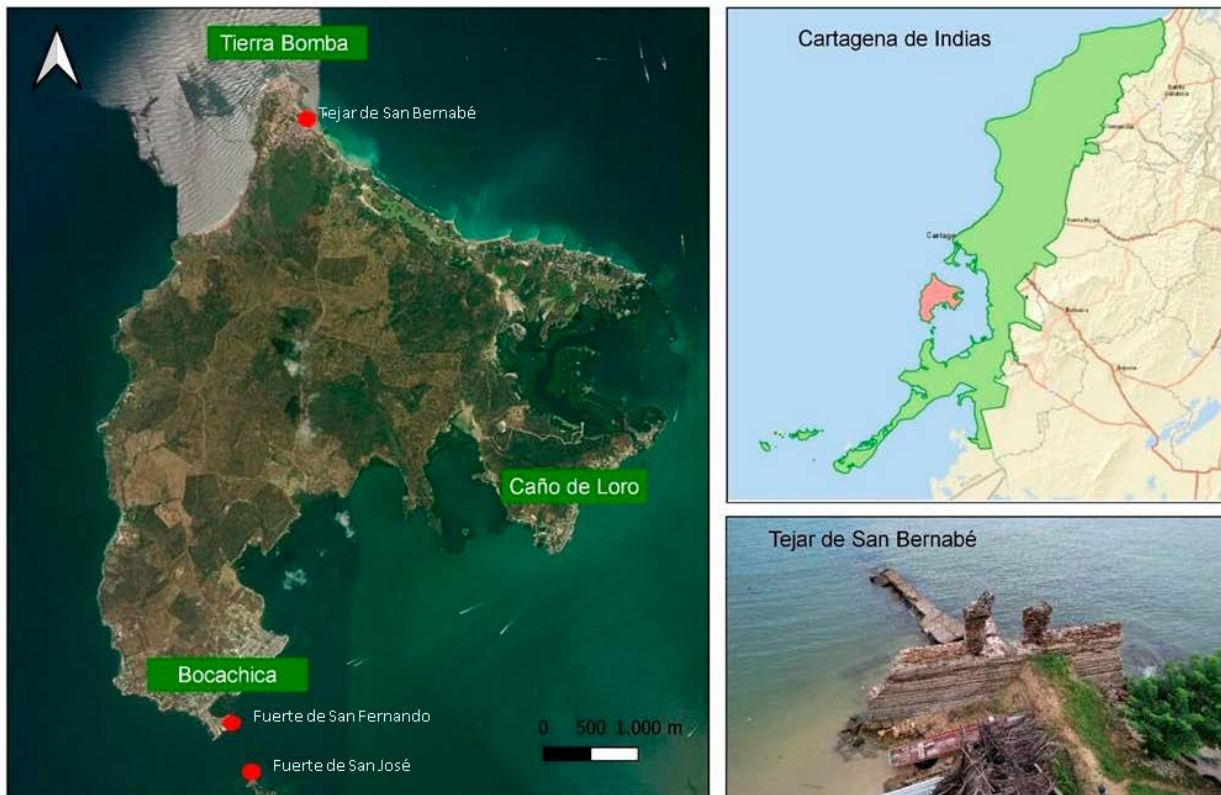 Tierra Bomba
Tejar de San Bernabé
Caño de Loro
Bocachica
Fuerte de San Fernando
0 500 1.000 m
Fuerte de San José
Cartagena de Indias
Tejar de San Bernabé